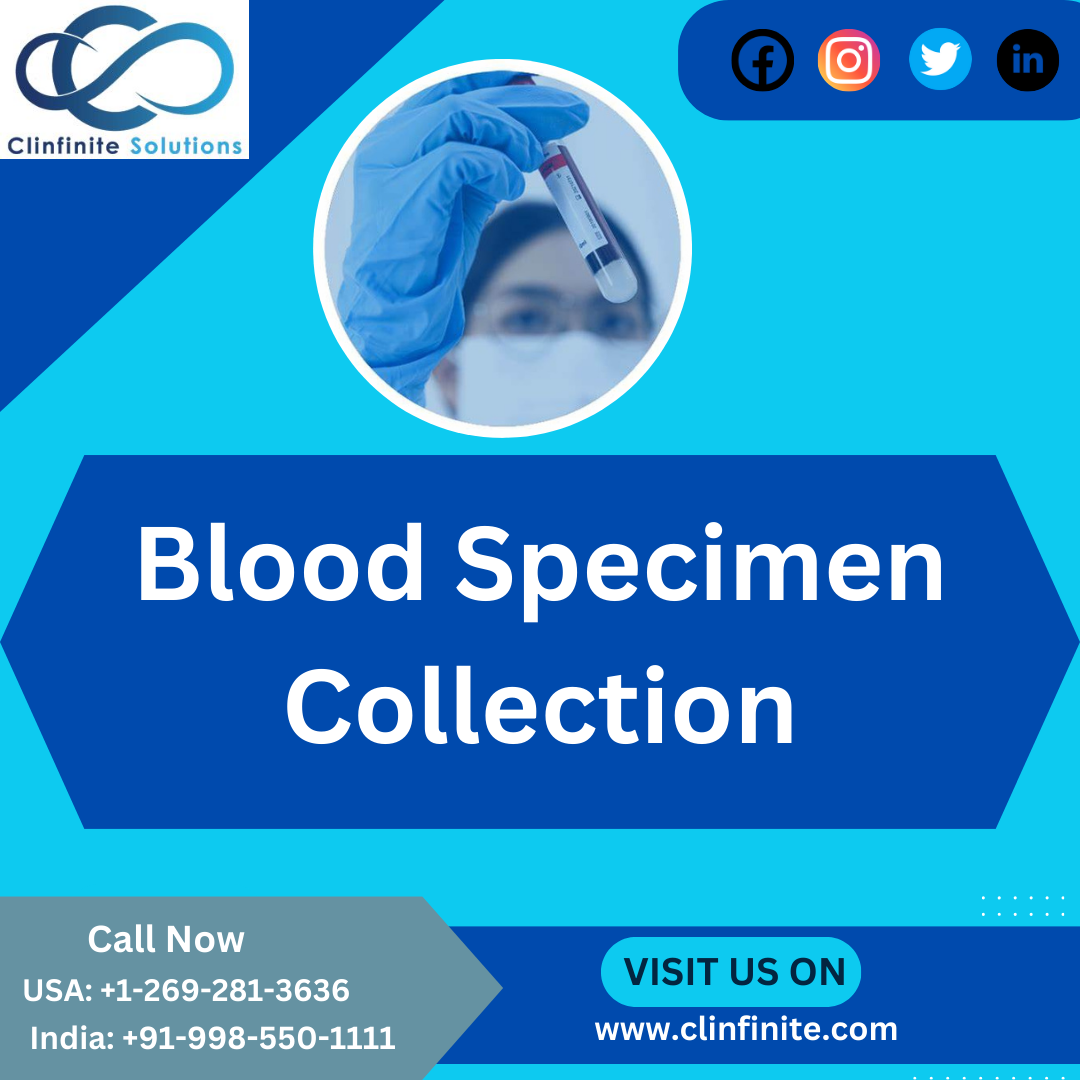 Clinfinite Solutions
Blood Specimen
Collection
Call Now
USA: +1-269-281-3636
India: +91-998-550-1111
VISIT US ON
www.clinfinite.com